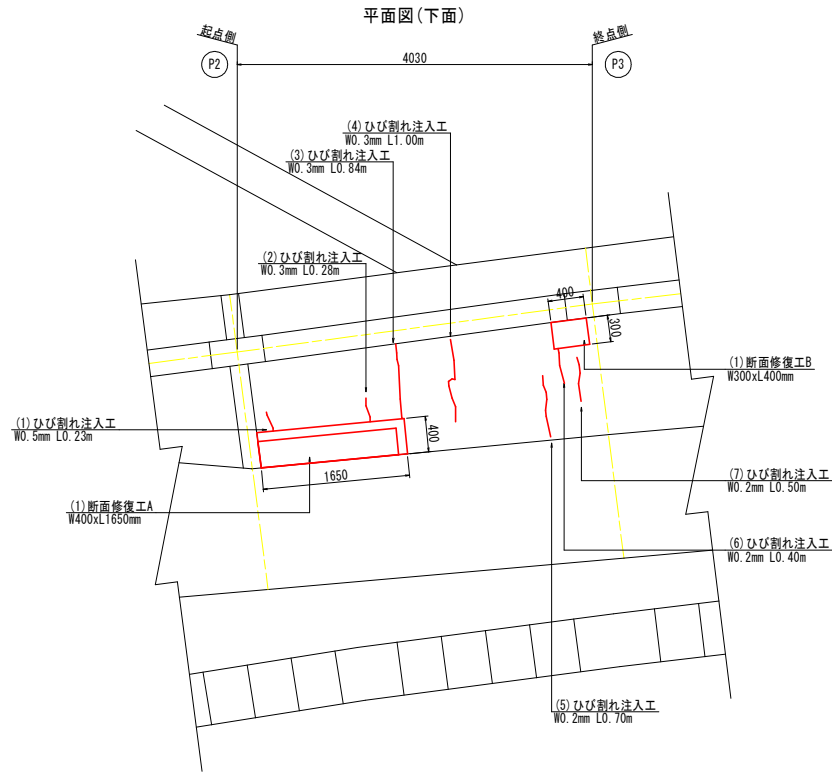 平面図(下面)
起点側
終点側
P2
4030
P3
(4)ひび割れ注入工
W0.3mm L1.00m
(3)ひび割れ注入工
W0.3mm L0.84m
(2)ひび割れ注入工
W0.3mm L0.28m
400
300
(1)断面修復工B
W300xL400mm
(1)ひび割れ注入工
W0.5mm L0.23m
400
1650
(7)ひび割れ注入工
W0.2mm L0.50m
(1)断面修復工A
W400xL1650mm
(6)ひび割れ注入工
W0.2mm L0.40m
(5)ひび割れ注入工
W0.2mm L0.70m